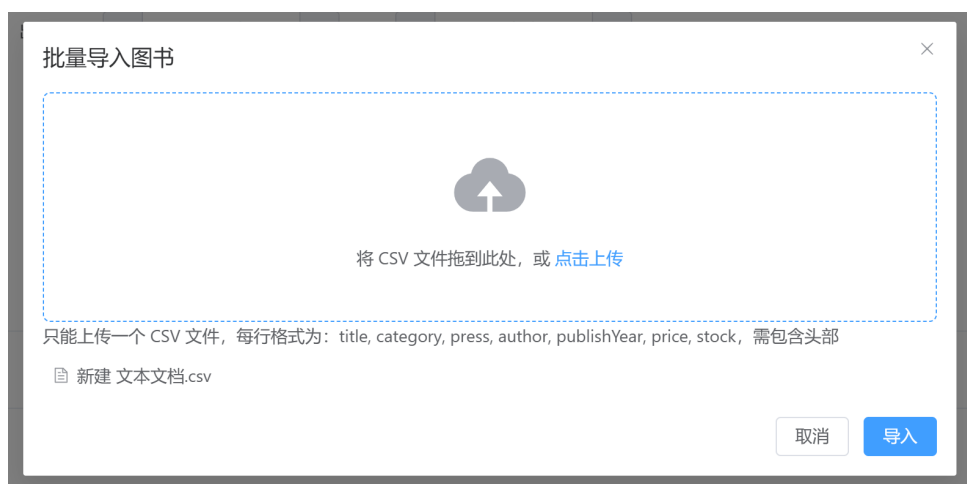 批量导入图书
将 CSV 文件拖到此处，或 点击上传
只能上传一个 CSV 文件，每行格式为：title, category, press, author, publishYear, price, stock，需包含头部
新建 文本文档.csv
取消
导入